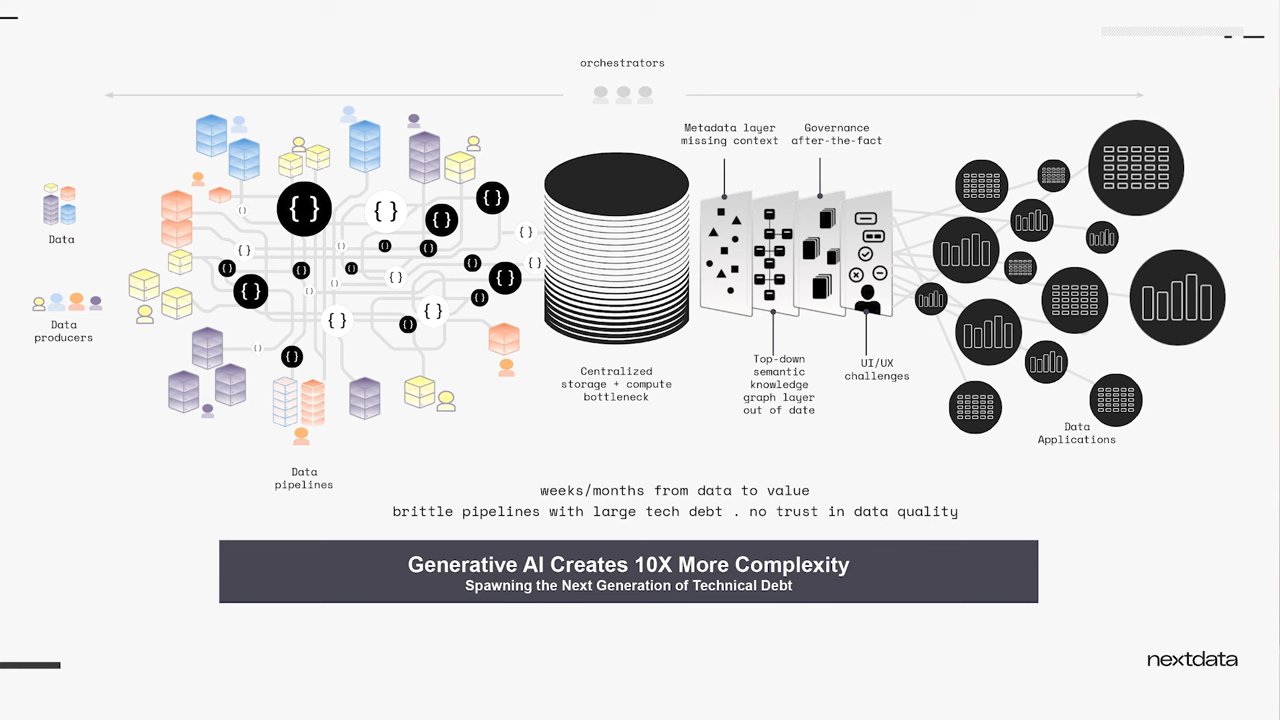 orchestrators
Metadata layer
missing context
Governance
after-the-fact
Data
Data
producers
Data
pipelines
Centralized
storage + compute
bottleneck
Top-down
semantic
knowledge
graph layer
out of date
UI/UX
challenges
Data
Applications
weeks/months from data to value
brittle pipelines with large tech debt . no trust in data quality
Generative AI Creates 10X More Complexity
Spawning the Next Generation of Technical Debt
nextdata